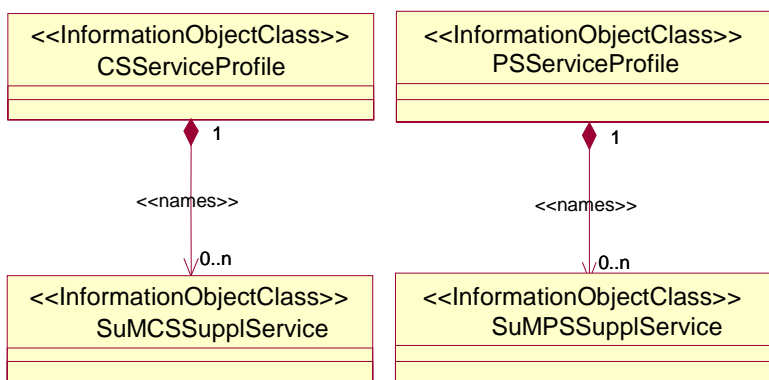 <<InformationObjectClass>>
CSServiceProfile
1
<<names>>
0..n
<<InformationObjectClass>>
SuMCSSupplService
<<InformationObjectClass>>
PSServiceProfile
1
<<names>>
0..n
<<InformationObjectClass>>
SuMPSSupplService